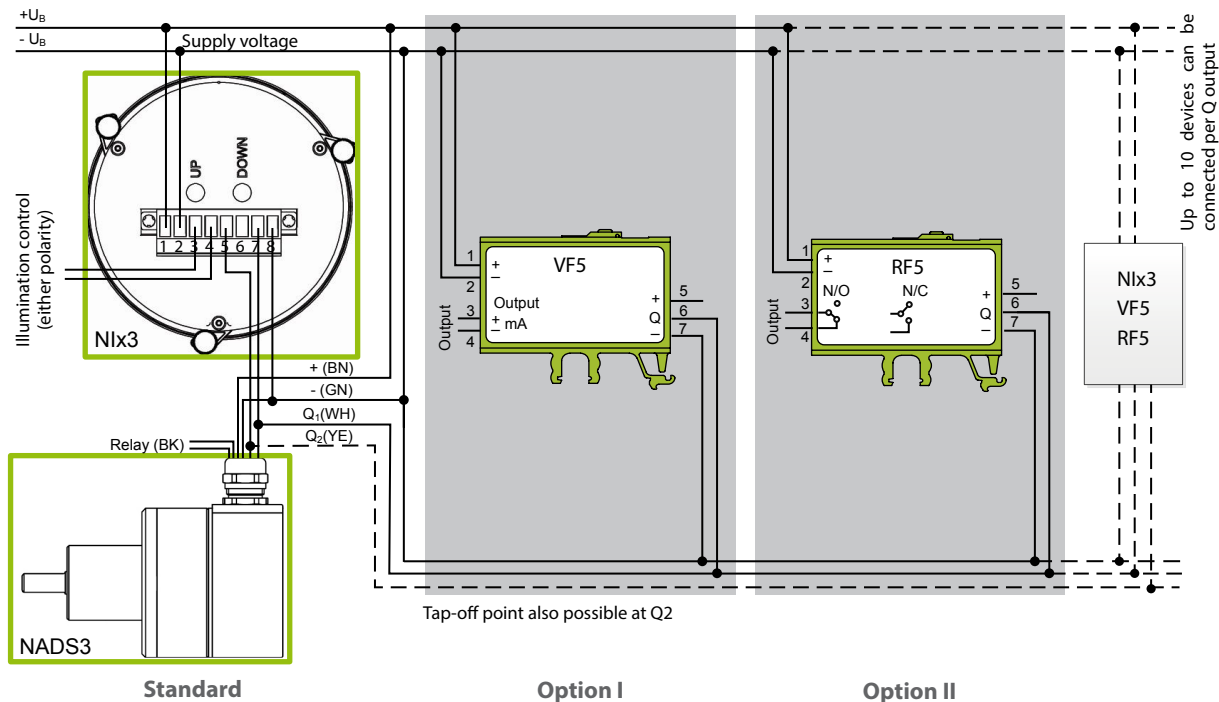 +UB
- UB
Supply voltage
UP
DOWN
1 2 3 4 5 6 7 8
Illumination control
(either polarity)
NIx3
+ (BN)
- (GN)
Q1(WH)
Q2(YE)
Relay (BK)
NADS3
Standard
VF5
1
+
–
2
Output
3
+ mA
–
4
Output
+ 5
Q 6
– 7
Tap-off point also possible at Q2
Option I
RF5
1
+
–
2
N/O
N/C
3
4
Output
+ 5
Q 6
– 7
Option II
NIx3
VF5
RF5
Up to 10 devices can be
connected per Q output